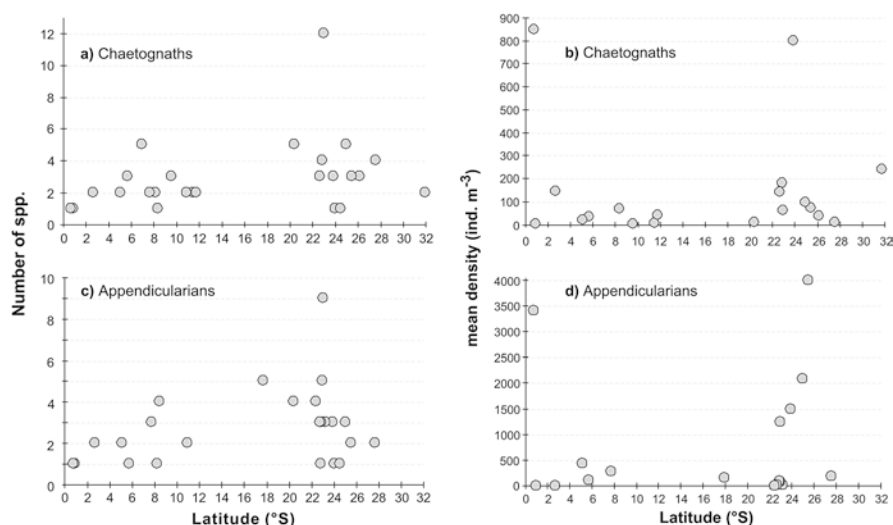 a) Chaetognaths
Number of spp.
12
10
8
6
4
2
0
0 2 4 6 8 10 12 14 16 18 20 22 24 26 28 30 32
b) Chaetognaths
mean density (ind. m⁻³)
900
800
700
600
500
400
300
200
100
0
0 2 4 6 8 10 12 14 16 18 20 22 24 26 28 30 32
c) Appendicularians
10
8
6
4
2
0
0 2 4 6 8 10 12 14 16 18 20 22 24 26 28 30 32
Latitude (°S)
d) Appendicularians
4000
3500
3000
2500
2000
1500
1000
500
0
0 2 4 6 8 10 12 14 16 18 20 22 24 26 28 30 32
Latitude (°S)